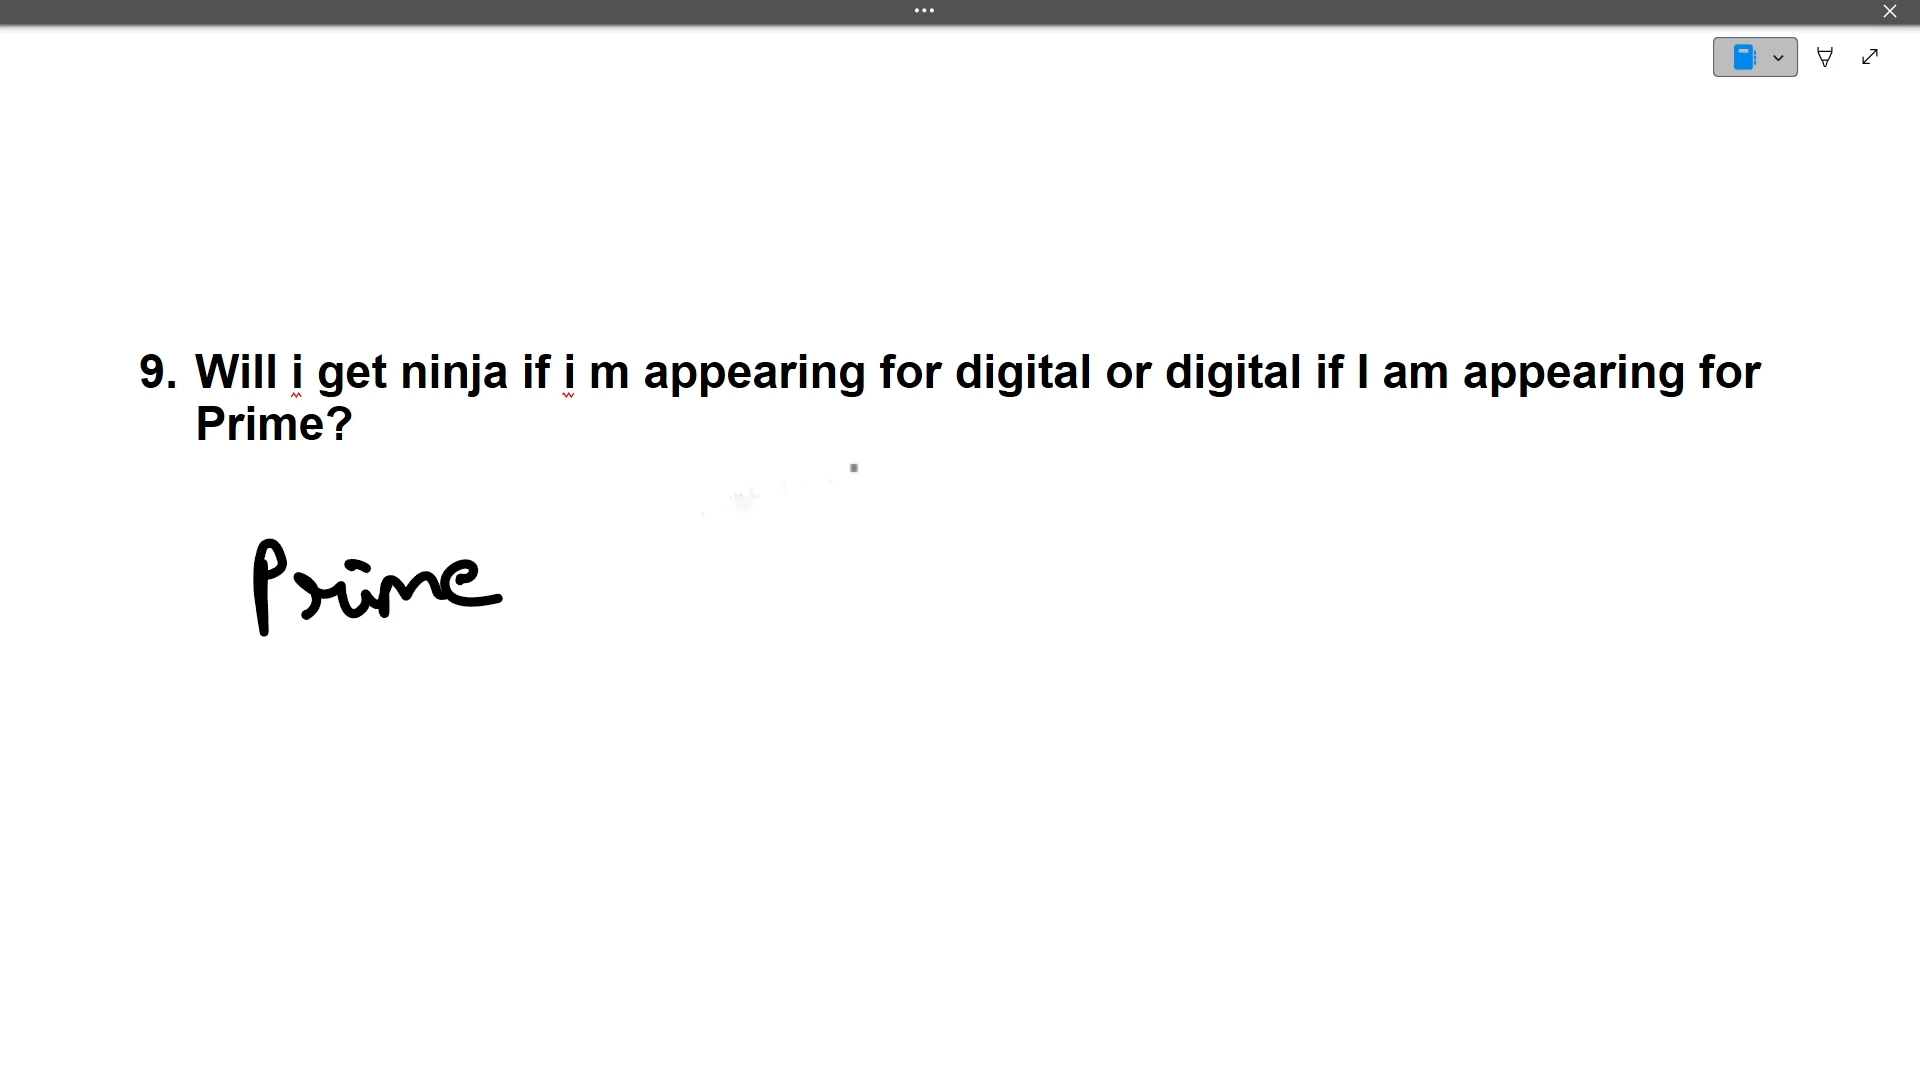 9. Will i get ninja if i m appearing for digital or digital if I am appearing for
Prime?
Prime